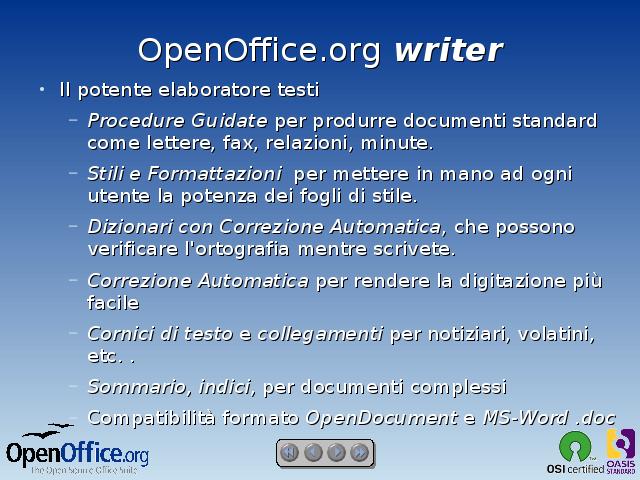 OpenOffice.org writer
• Il potente elaboratore testi
– Procedure Guidate per produrre documenti standard
come lettere, fax, relazioni, minute.
– Stili e Formattazioni  per mettere in mano ad ogni
utente la potenza dei fogli di stile.
– Dizionari con Correzione Automatica, che possono
verificare l'ortografia mentre scrivete.
– Correzione Automatica per rendere la digitazione più
facile
– Cornici di testo e collegamenti per notiziari, volatini,
etc. .
– Sommario, indici, per documenti complessi
– Compatibilità formato OpenDocument e MS-Word .doc
OpenOffice.org
The Open Source Office Suite
OSI certified
OASIS
STANDARD